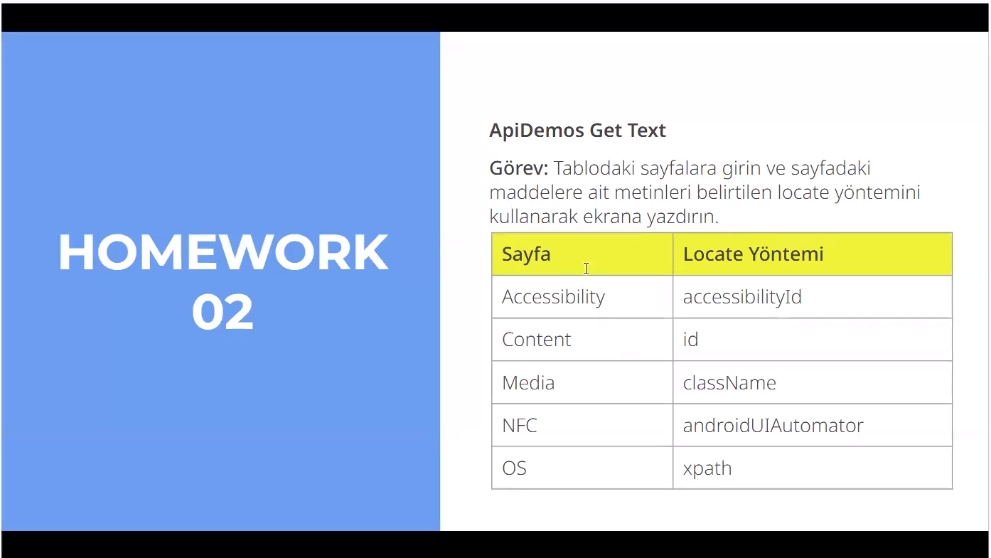 HOMEWORK
02
ApiDemos Get Text
Görev: Tablodaki sayfalara girin ve sayfadaki
maddelere ait metinleri belirtilen locate yöntemini
kullanarak ekrana yazdırın.
Sayfa Locate Yöntemi
Accessibility accessibilityId
Content id
Media className
NFC androidUIAutomator
OS xpath